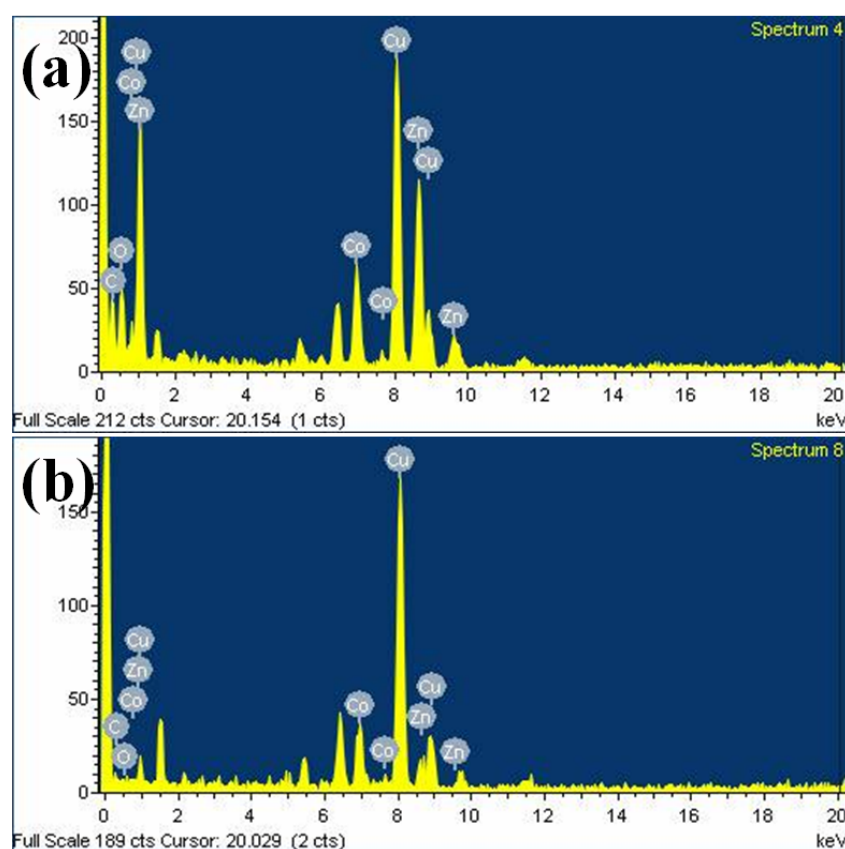 (a)
Spectrum 4
200
150
100
50
0
Cu
Co
Zn
O
C
Co
Co
Cu
Zn
Cu
Zn
0 2 4 6 8 10 12 14 16 18 20
Full Scale 212 cts Cursor: 20.154 (1 cts) keV
(b)
Spectrum 8
150
100
50
0
Cu
Zn
Co
C
O
Co
Co
Cu
Cu
Zn
Zn
0 2 4 6 8 10 12 14 16 18 20
Full Scale 189 cts Cursor: 20.029 (2 cts) keV